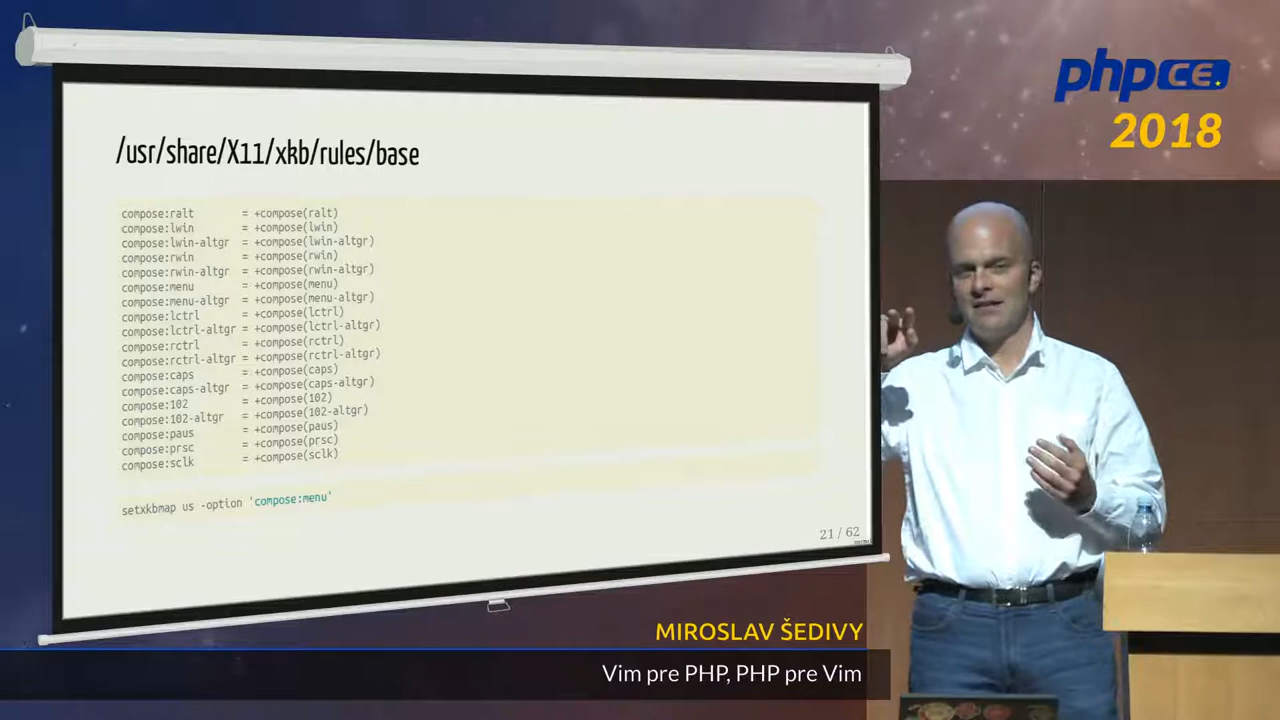 /usr/share/X11/xkb/rules/base
compose:ralt = +compose(ralt)
compose:lwin = +compose(lwin)
compose:lwin-altgr = +compose(lwin-altgr)
compose:rwin = +compose(rwin)
compose:rwin-altgr = +compose(rwin-altgr)
compose:menu = +compose(menu)
compose:menu-altgr = +compose(menu-altgr)
compose:lctrl = +compose(lctrl)
compose:lctrl-altgr = +compose(lctrl-altgr)
compose:rctrl = +compose(rctrl)
compose:rctrl-altgr = +compose(rctrl-altgr)
compose:caps = +compose(caps)
compose:caps-altgr = +compose(caps-altgr)
compose:102 = +compose(102)
compose:102-altgr = +compose(102-altgr)
compose:paus = +compose(paus)
compose:prsc = +compose(prsc)
compose:sclk = +compose(sclk)
setxkbmap us -option 'compose:menu'
21 / 62
phpCE
2018
MIROSLAV ŠEDIVY
Vim pre PHP, PHP pre Vim